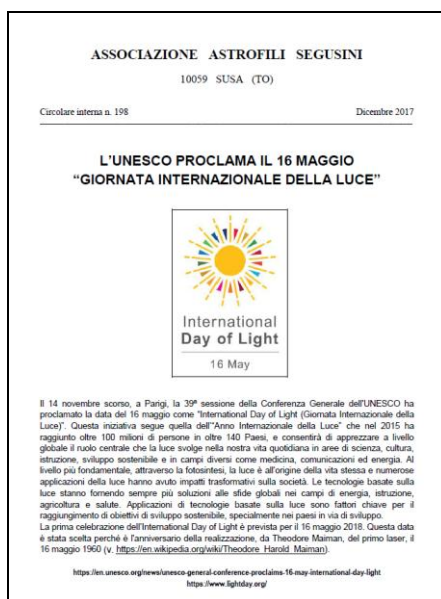 ASSOCIAZIONE ASTROFILI SEGUSINI
10059 SUSA (TO)
Circolare interna n. 198
Dicembre 2017
L'UNESCO PROCLAMA IL 16 MAGGIO
“GIORNATA INTERNAZIONALE DELLA LUCE”
International
Day of Light
16 May
Il 14 novembre scorso, a Parigi, la 39ª sessione della Conferenza Generale dell'UNESCO ha
proclamato la data del 16 maggio come “International Day of Light (Giornata Internazionale della
Luce)”. Questa iniziativa segue quella dell'“Anno Internazionale della Luce” che nel 2015 ha
raggiunto oltre 100 milioni di persone in oltre 140 Paesi, e consentirà di apprezzare a livello
globale il ruolo centrale che la luce svolge nella nostra vita quotidiana in aree di scienza, cultura,
istruzione, sviluppo sostenibile e in campi diversi come medicina, comunicazioni ed energia. Al
livello più fondamentale, attraverso la fotosintesi, la luce è all'origine della vita stessa e numerose
applicazioni della luce hanno avuto impatti trasformativi sulla società. Le tecnologie basate sulla
luce stanno fornendo sempre più soluzioni alle sfide globali nei campi di energia, istruzione,
agricoltura e salute. Applicazioni di tecnologie basate sulla luce sono fattori chiave per il
raggiungimento di obiettivi di sviluppo sostenibile, specialmente nei paesi in via di sviluppo.
La prima celebrazione dell'International Day of Light è prevista per il 16 maggio 2018. Questa data
è stata scelta perché è l'anniversario della realizzazione, da Theodore Maiman, del primo laser, il
16 maggio 1960 (v. https://en.wikipedia.org/wiki/Theodore_Harold_Maiman).
https://en.unesco.org/news/unesco-general-conference-proclaims-16-may-international-day-light
https://www.lightday.org/